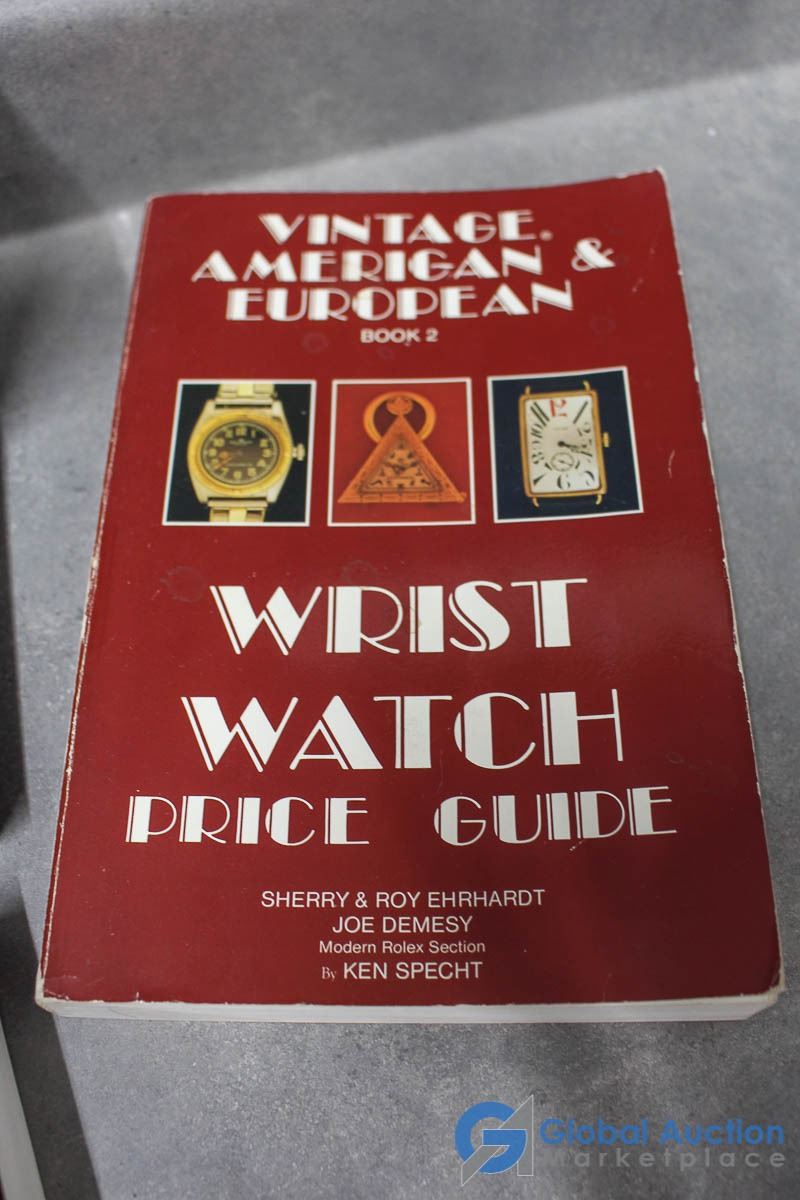 VINTAGE.
AMERICAN &
EUROPEAN
BOOK 2
WRIST
WATCH
PRICE GUIDE
SHERRY & ROY EHRHARDT
JOE DEMESY
Modern Rolex Section
By KEN SPECHT
Global Auction
Marketplace